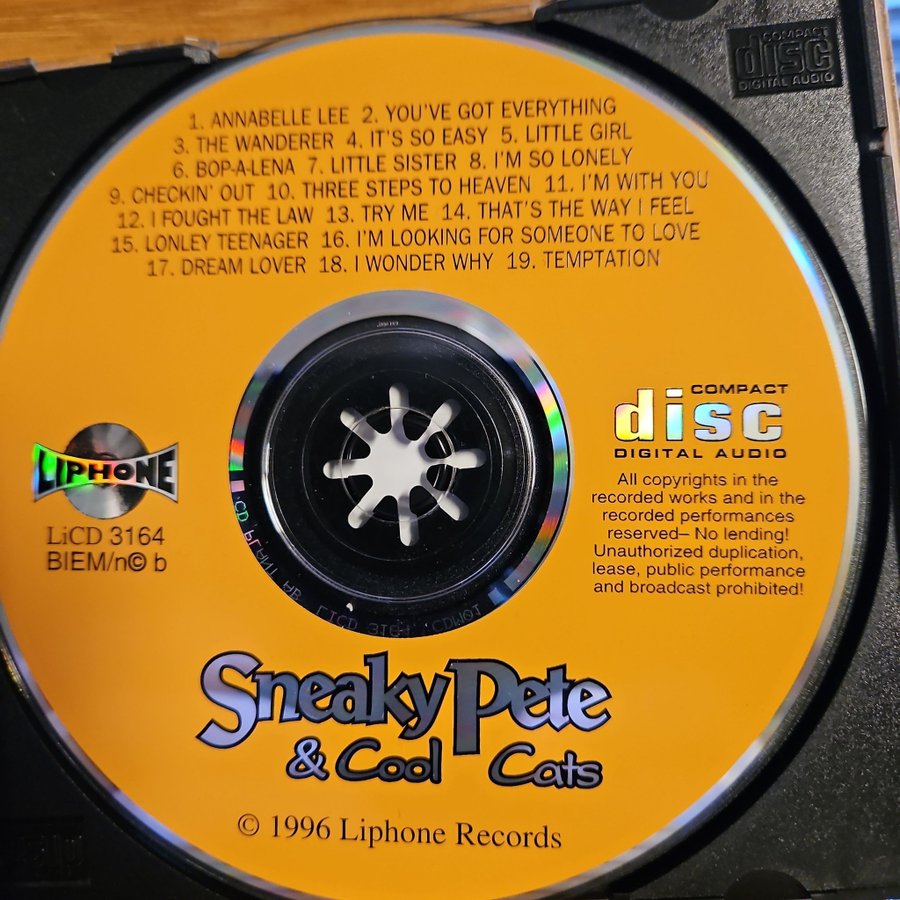 COMPACT
disc
DIGITAL AUDIO
1. ANNABELLE LEE 2. YOU'VE GOT EVERYTHING
3. THE WANDERER 4. IT'S SO EASY 5. LITTLE GIRL
6. BOP-A-LENA 7. LITTLE SISTER 8. I'M SO LONELY
9. CHECKIN' OUT 10. THREE STEPS TO HEAVEN 11. I'M WITH YOU
12. I FOUGHT THE LAW 13. TRY ME 14. THAT'S THE WAY I FEEL
15. LONLEY TEENAGER 16. I'M LOOKING FOR SOMEONE TO LOVE
17. DREAM LOVER 18. I WONDER WHY 19. TEMPTATION
LIPHONE
LiCD 3164
BIEM/n©b
COMPACT
disc
DIGITAL AUDIO
All copyrights in the
recorded works and in the
recorded performances
reserved– No lending!
Unauthorized duplication,
lease, public performance
and broadcast prohibited!
CD PLANT AB LICD 3164
Sneaky Pete
& Cool Cats
© 1996 Liphone Records